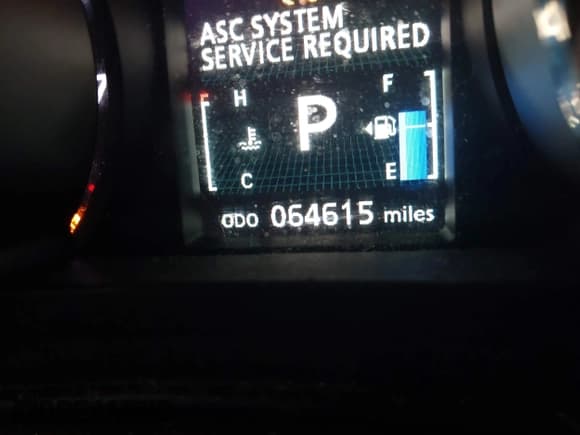 ASC SYSTEM
SERVICE REQUIRED
H P F
C E
ODO 064615 miles